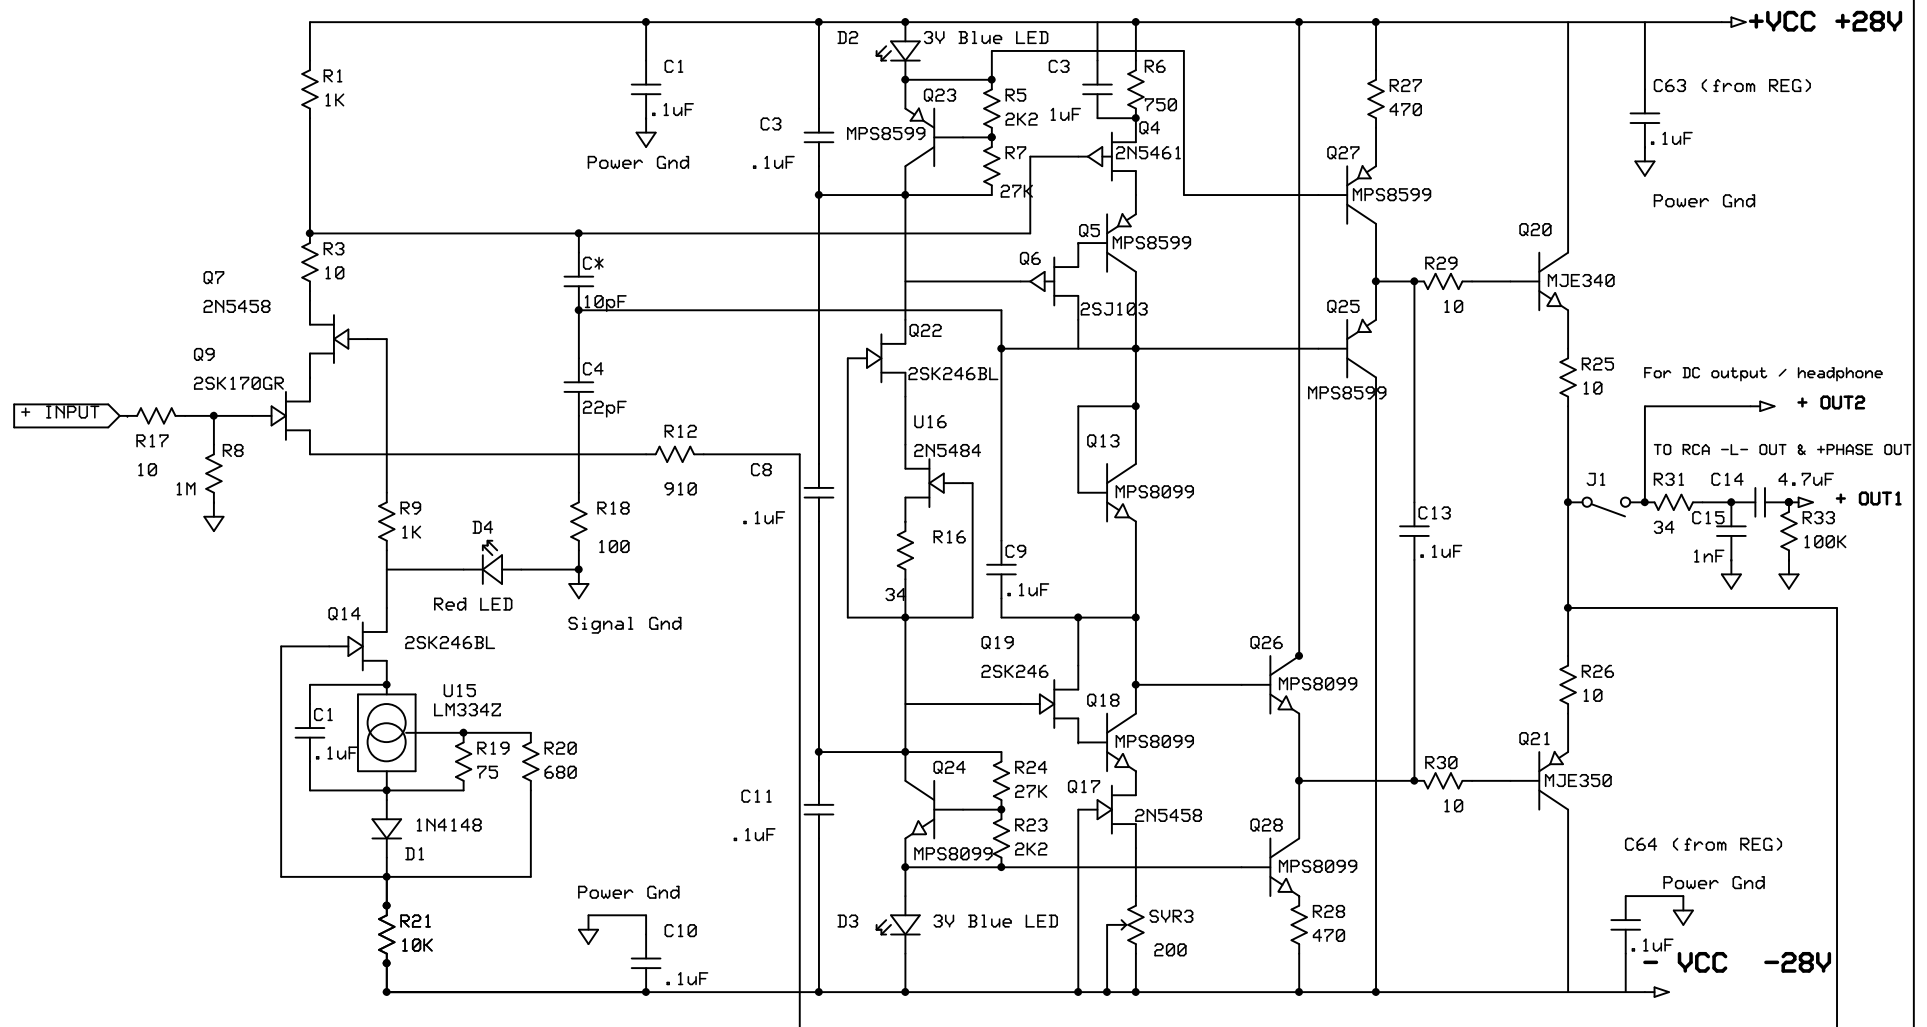 +VCC +28V
D2
3V Blue LED
R1
1K
C1
.1uF
Power Gnd
C3
.1uF
Q23
MPS8599
R5
2K2
R7
27K
C3
1uF
R6
750
Q4
2N5461
R27
470
Q27
MPS8599
C63 (from REG)
.1uF
Power Gnd
R3
10
Q7
2N5458
C*
10pF
Q5
MPS8599
Q6
2SJ103
R29
10
Q20
MJE340
Q25
MPS8599
Q9
2SK170GR
Q22
2SK246BL
C4
22pF
R25
10
For DC output / headphone
+ OUT2
+ INPUT
R17
10
R8
1M
R12
910
C8
.1uF
U16
2N5484
Q13
MPS8099
TO RCA -L- OUT & +PHASE OUT
J1
R31
34
C14
4.7uF
+ OUT1
C15
1nF
R33
100K
R9
1K
D4
Red LED
R18
100
Signal Gnd
R16
34
C9
.1uF
C13
.1uF
Q14
2SK246BL
Q19
2SK246
Q26
MPS8099
R26
10
U15
LM334Z
C1
.1uF
R19
75
R20
680
Q18
MPS8099
Q24
MPS8099
R24
27K
R23
2K2
Q17
2N5458
R30
10
Q21
MJE350
C11
.1uF
1N4148
D1
Q28
MPS8099
C64 (from REG)
Power Gnd
.1uF
Power Gnd
R21
10K
C10
.1uF
D3
3V Blue LED
SVR3
200
R28
470
- VCC -28V